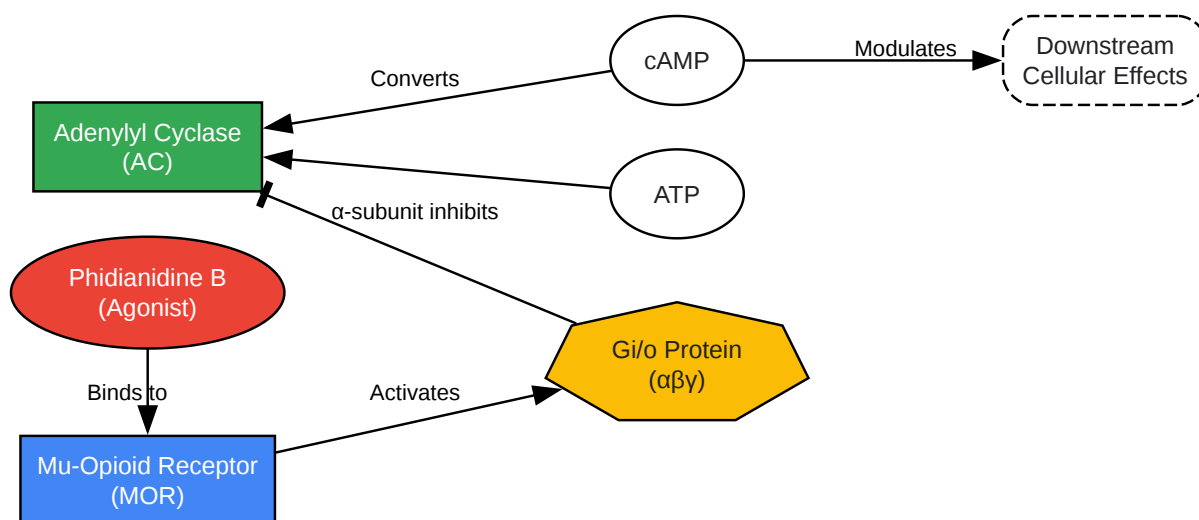 cAMP
Modulates
Downstream
Cellular Effects
Converts
Adenylyl Cyclase
(AC)
ATP
α-subunit inhibits
Phidianidine B
(Agonist)
Gi/o Protein
(αβγ)
Binds to
Activates
Mu-Opioid Receptor
(MOR)